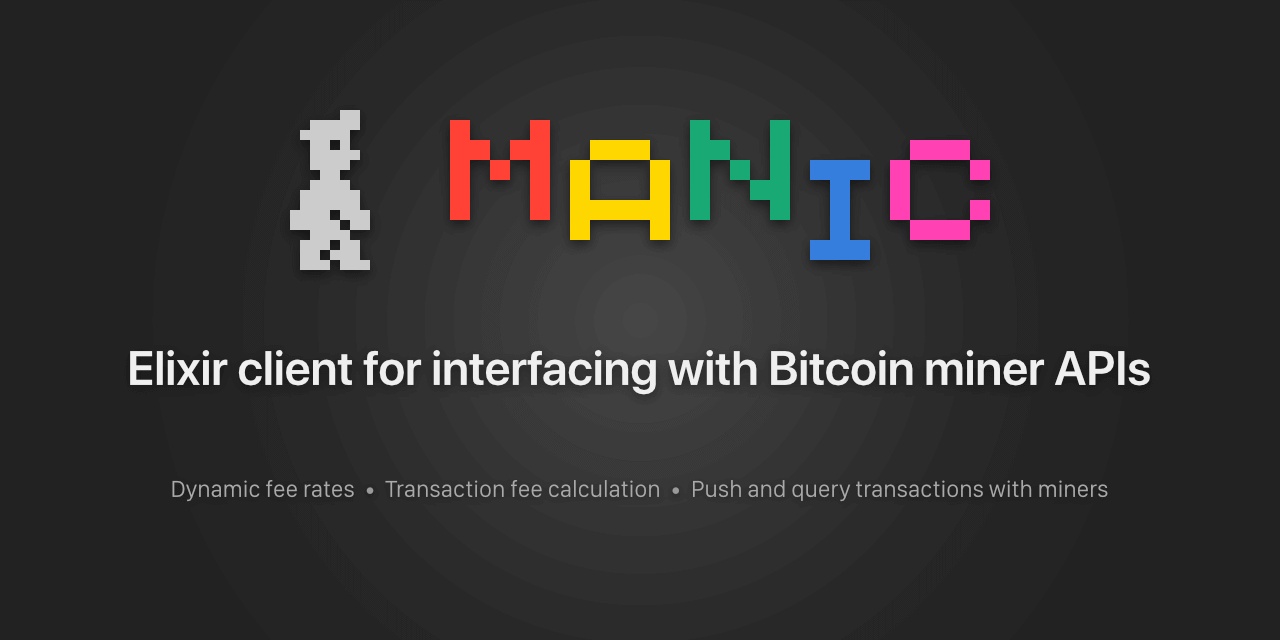 MANIC
Elixir client for interfacing with Bitcoin miner APIs
Dynamic fee rates • Transaction fee calculation • Push and query transactions with miners